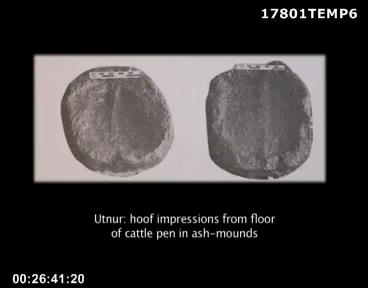 17801TEMP6
Utnur: hoof impressions from floor
of cattle pen in ash-mounds
00:26:41:20